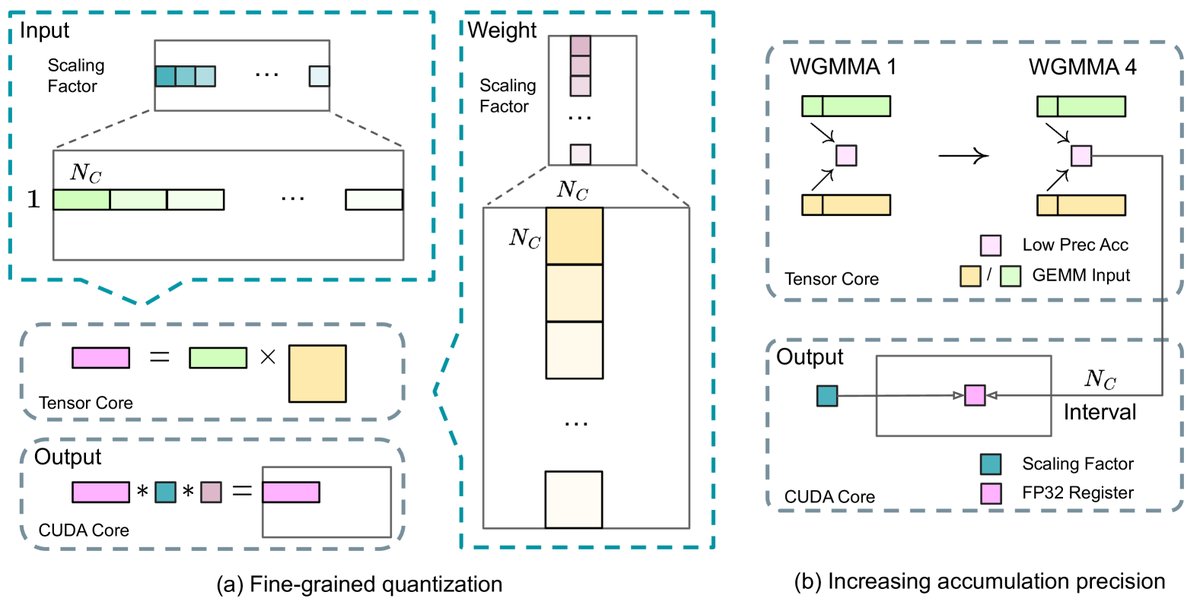 Input
Scaling
Factor
...
N_C
1
...
Tensor Core
= ×
Output
* * =
CUDA Core
Weight
Scaling
Factor
...
N_C
N_C
...
(a) Fine-grained quantization
WGMMA 1
WGMMA 4
Low Prec Acc
/ GEMM Input
Tensor Core
Output
N_C
Interval
Scaling Factor
FP32 Register
CUDA Core
(b) Increasing accumulation precision